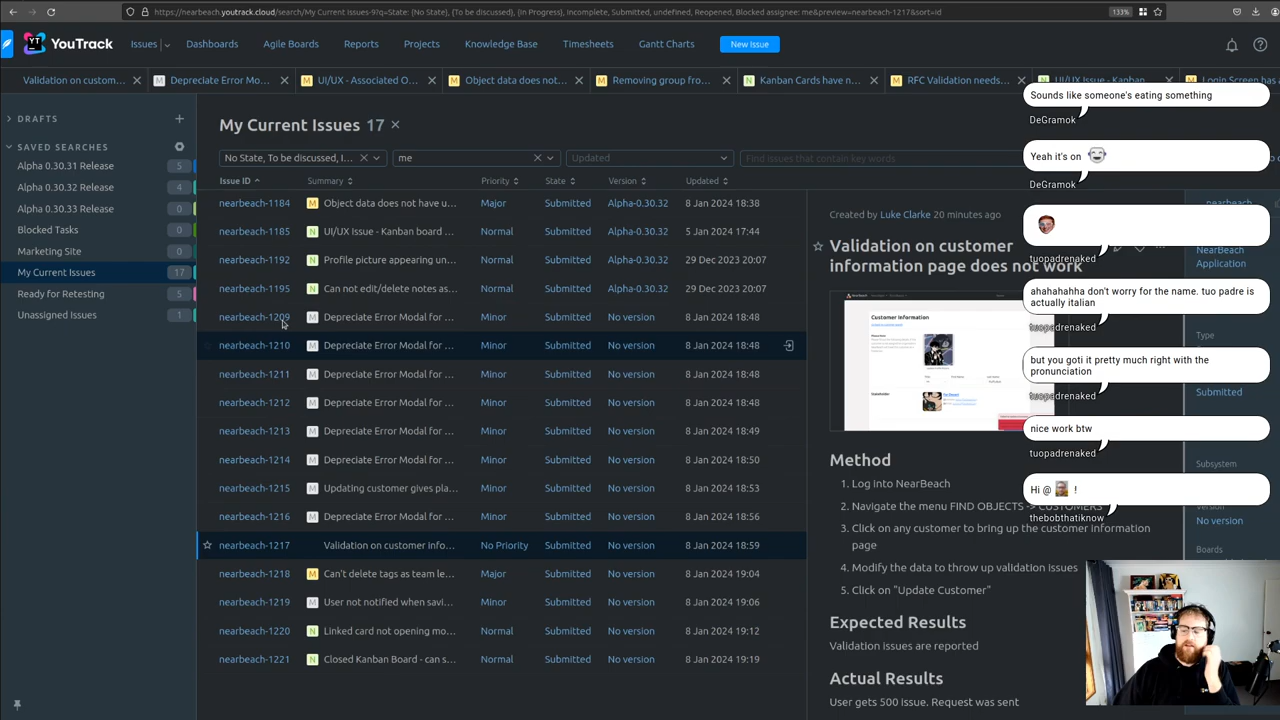 https://nearbeach.youtrack.cloud/search/My Current Issues-9?q=State: {No State}, {To be discussed}, {In Progress}, Incomplete, Submitted, undefined, Reopened, Blocked assignee: me&preview=nearbeach-1217&sort=id
133%
YouTrack
Issues
Dashboards
Agile Boards
Reports
Projects
Knowledge Base
Timesheets
Gantt Charts
New Issue
Validation on custom...
M Depreciate Error Mo...
M UI/UX - Associated O...
M Object data does not...
M Removing group fro...
N Kanban Cards have n...
M RFC Validation needs...
N UI/UX Issue - Kanban
Login Screen has
DRAFTS
SAVED SEARCHES
Alpha 0.30.31 Release 5
Alpha 0.30.32 Release 4
Alpha 0.30.33 Release 0
Blocked Tasks 0
Marketing Site 0
My Current Issues 17
Ready for Retesting 5
Unassigned Issues 1
My Current Issues 17
No State, To be discussed, I...
me
Updated
Find issues that contain key words
Issue ID Summary Priority State Version Updated
nearbeach-1184 M Object data does not have u... Major Submitted Alpha-0.30.32 8 Jan 2024 18:38
nearbeach-1185 N UI/UX Issue - Kanban board ... Normal Submitted Alpha-0.30.32 5 Jan 2024 17:44
nearbeach-1192 N Profile picture appearing un... Normal Submitted Alpha-0.30.32 29 Dec 2023 20:07
nearbeach-1195 N Can not edit/delete notes as... Normal Submitted Alpha-0.30.32 29 Dec 2023 20:07
M Depreciate Error Modal for ... Minor Submitted No version 8 Jan 2024 18:48
M Depreciate Error Modal for ... Minor Submitted No version 8 Jan 2024 18:48
nearbeach-1211 M Depreciate Error Modal for ... Minor Submitted No version 8 Jan 2024 18:48
nearbeach-1212 M Depreciate Error Modal for ... Minor Submitted No version 8 Jan 2024 18:48
nearbeach-1213 M Depreciate Error Modal for ... Minor Submitted No version 8 Jan 2024 18:49
nearbeach-1214 M Depreciate Error Modal for ... Minor Submitted No version 8 Jan 2024 18:50
nearbeach-1215 M Updating customer gives pla... Minor Submitted No version 8 Jan 2024 18:53
nearbeach-1216 M Depreciate Error Modal for ... Minor Submitted No version 8 Jan 2024 18:56
nearbeach-1217 Validation on customer info... No Priority Submitted No version 8 Jan 2024 18:59
nearbeach-1218 M Can't delete tags as team le... Major Submitted No version 8 Jan 2024 19:04
nearbeach-1219 M User not notified when savi... Minor Submitted No version 8 Jan 2024 19:06
nearbeach-1220 N Linked card not opening m... Normal Submitted No version 8 Jan 2024 19:12
nearbeach-1221 N Closed Kanban Board - can s... Normal Submitted No version 8 Jan 2024 19:19
Created by Luke Clarke 20 minutes ago
Validation on customer
information page does not work
Customer Information
Stakeholder
Method
1. Log into NearBeach
2. Navigate the menu FIND OBJECTS -> CUSTOMERS
3. Click on any customer to bring up the customer information
page
4. Modify the data to throw up validation issues
5. Click on "Update Customer"
Expected Results
Validation issues are reported
Actual Results
User gets 500 issue. Request was sent
NearBeach
Application
Type
Submitted
Subsystem
Version
No version
Boards
Sounds like someone's eating something
DeGramok
Yeah it's on
DeGramok
tuopadrenaked
ahahahahha don't worry for the name. tuo padre is
actually italian
tuopadrenaked
but you goti it pretty much right with the
pronunciation
tuopadrenaked
nice work btw
tuopadrenaked
Hi @ !
thebobthatiknow